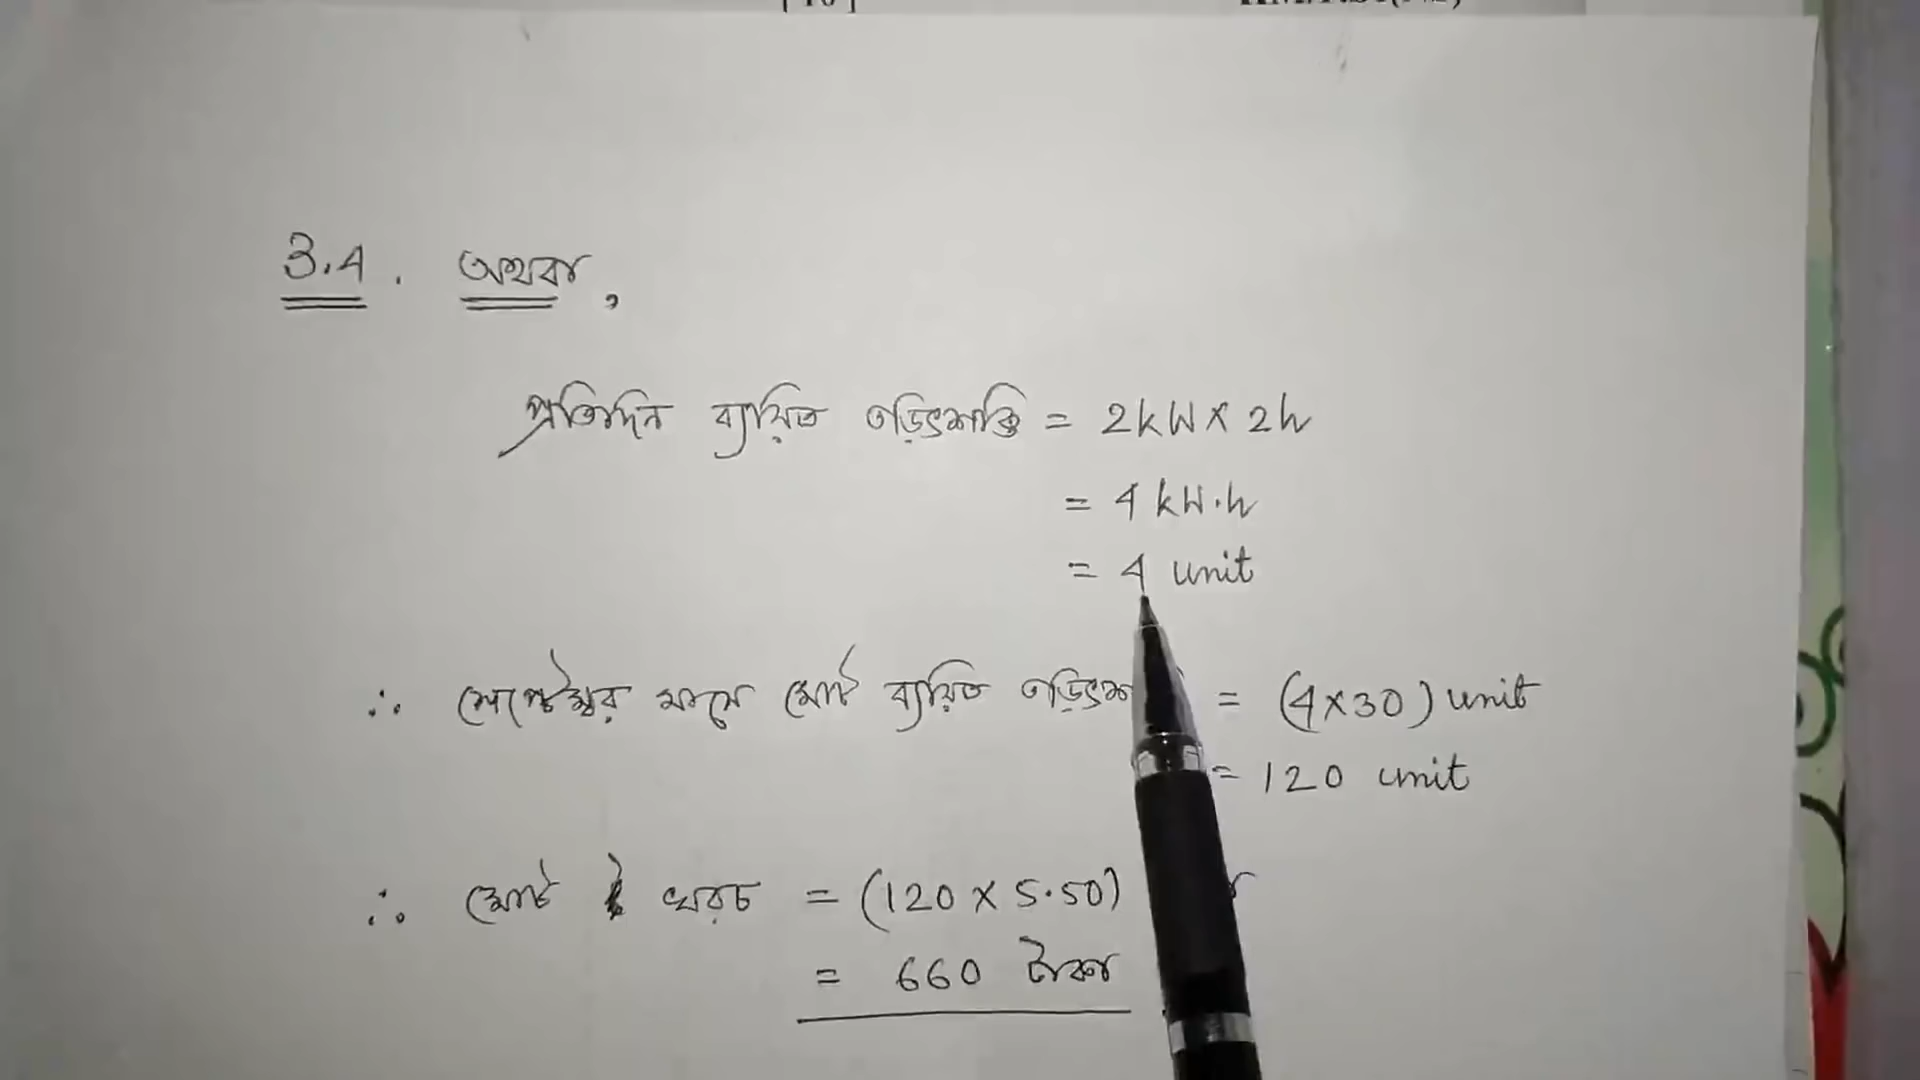 3.4. অথবা,
প্রতিদিন ব্যয়িত তড়িৎশক্তি = 2kW × 2h
= 4 kW.h
= 4 unit
∴ সেপ্টেম্বর মাসে মোট ব্যয়িত = (4×30) unit
= 120 unit
∴ মোট খরচ = (120 × 5.50)
= 660 টাকা